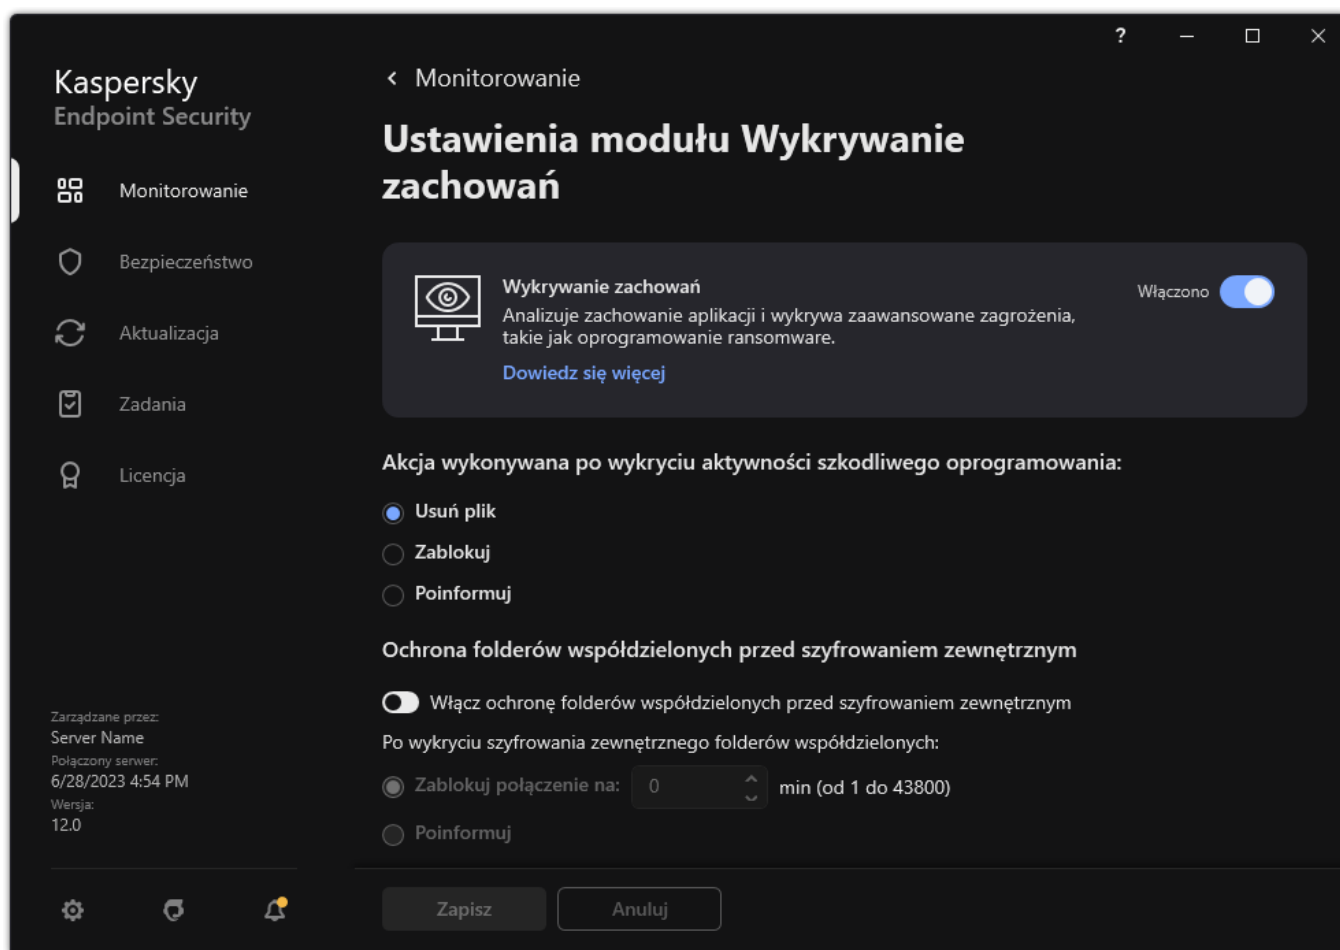 ?
Kaspersky
Endpoint Security
Monitorowanie
Bezpieczeństwo
Aktualizacja
Zadania
Licencja
Zarządzane przez:
Server Name
Połączony serwer:
6/28/2023 4:54 PM
Wersja:
12.0
Monitorowanie
Ustawienia modułu Wykrywanie
zachowań
Wykrywanie zachowań
Włączono
Analizuje zachowanie aplikacji i wykrywa zaawansowane zagrożenia,
takie jak oprogramowanie ransomware.
Dowiedz się więcej
Akcja wykonywana po wykryciu aktywności szkodliwego oprogramowania:
Usuń plik
Zablokuj
Poinformuj
Ochrona folderów współdzielonych przed szyfrowaniem zewnętrznym
Włącz ochronę folderów współdzielonych przed szyfrowaniem zewnętrznym
Po wykryciu szyfrowania zewnętrznego folderów współdzielonych:
Zablokuj połączenie na: 0 min (od 1 do 43800)
Poinformuj
Zapisz Anuluj